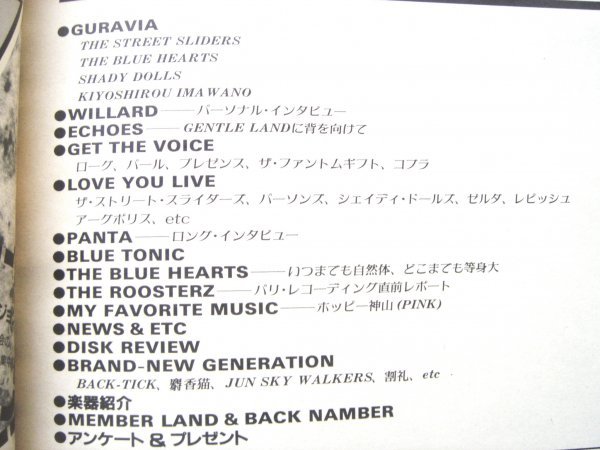 ●GURAVIA
THE STREET SLIDERS
THE BLUE HEARTS
SHADY DOLLS
KIYOSHIROU IMAWANO
●WILLARD——パーソナル・インタビュー
●ECHOES——GENTLE LANDに背を向けて
●GET THE VOICE
ローグ、パール、プレゼンス、ザ・ファントムギフト、コブラ
●LOVE YOU LIVE
ザ・ストリート・スライダーズ、パーソンズ、シェイディ・ドールズ、ゼルダ、レピッシュ
アーグポリス、etc
●PANTA——ロング・インタビュー
●BLUE TONIC
●THE BLUE HEARTS——いつまでも自然体、どこまでも等身大
●THE ROOSTERZ——パリ・レコーディング直前レポート
●MY FAVORITE MUSIC——ホッピー神山(PINK)
●NEWS & ETC
●DISK REVIEW
●BRAND-NEW GENERATION
BACK-TICK、麝香猫、JUN SKY WALKERS、割礼、etc
●楽器紹介
●MEMBER LAND & BACK NAMBER
●アンケート & プレゼント